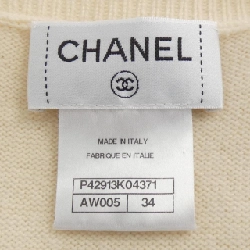 CHANEL
MADE IN ITALY
FABRIQUE EN ITALIE
P42913K04371
AW005 34